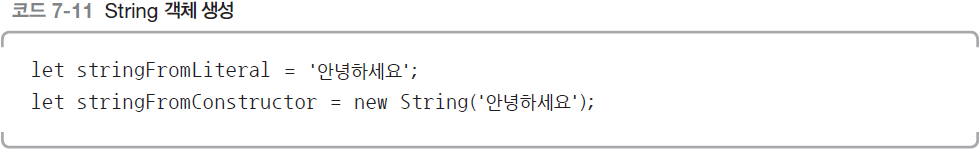 코드 7-11 String 객체 생성
let stringFromLiteral = '안녕하세요';
let stringFromConstructor = new String('안녕하세요');